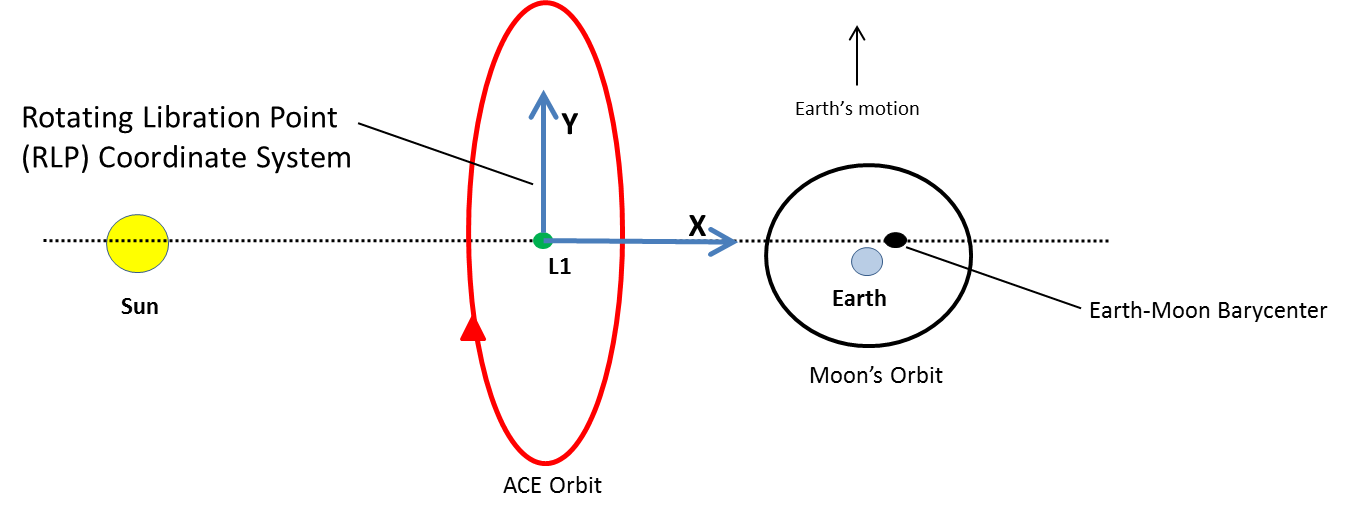 Earth's motion
Rotating Libration Point
(RLP) Coordinate System
Y
X
L1
Sun
Earth
Earth-Moon Barycenter
Moon's Orbit
ACE Orbit